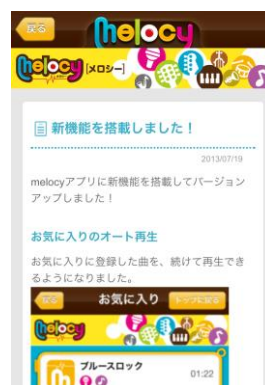 戻る
melocy
melocy [メロシー]
新機能を搭載しました！
2013/07/19
melocyアプリに新機能を搭載してバージョン
アップしました！
お気に入りのオート再生
お気に入りに登録した曲を、続けて再生でき
るようになりました。
戻る お気に入り トップに戻る
melocy
ブルースロック
01:22